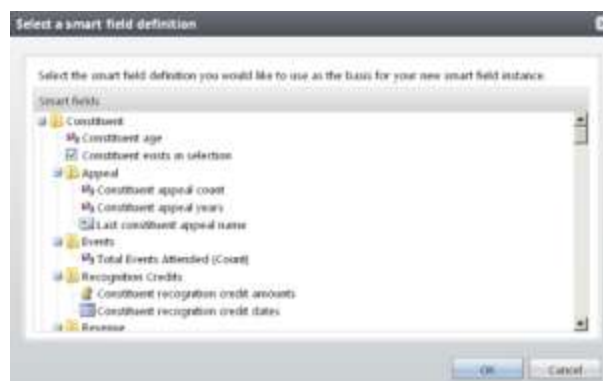 Select a smart field definition
Select the smart field definition you would like to use as the basis for your new smart field instance.
Smart fields
Constituent
Constituent age
Constituent exists in selection
Appeal
Constituent appeal count
Constituent appeal years
Last constituent appeal name
Events
Total Events Attended (Count)
Recognition Credits
Constituent recognition credit amounts
Constituent recognition credit dates
Revenue
OK
Cancel